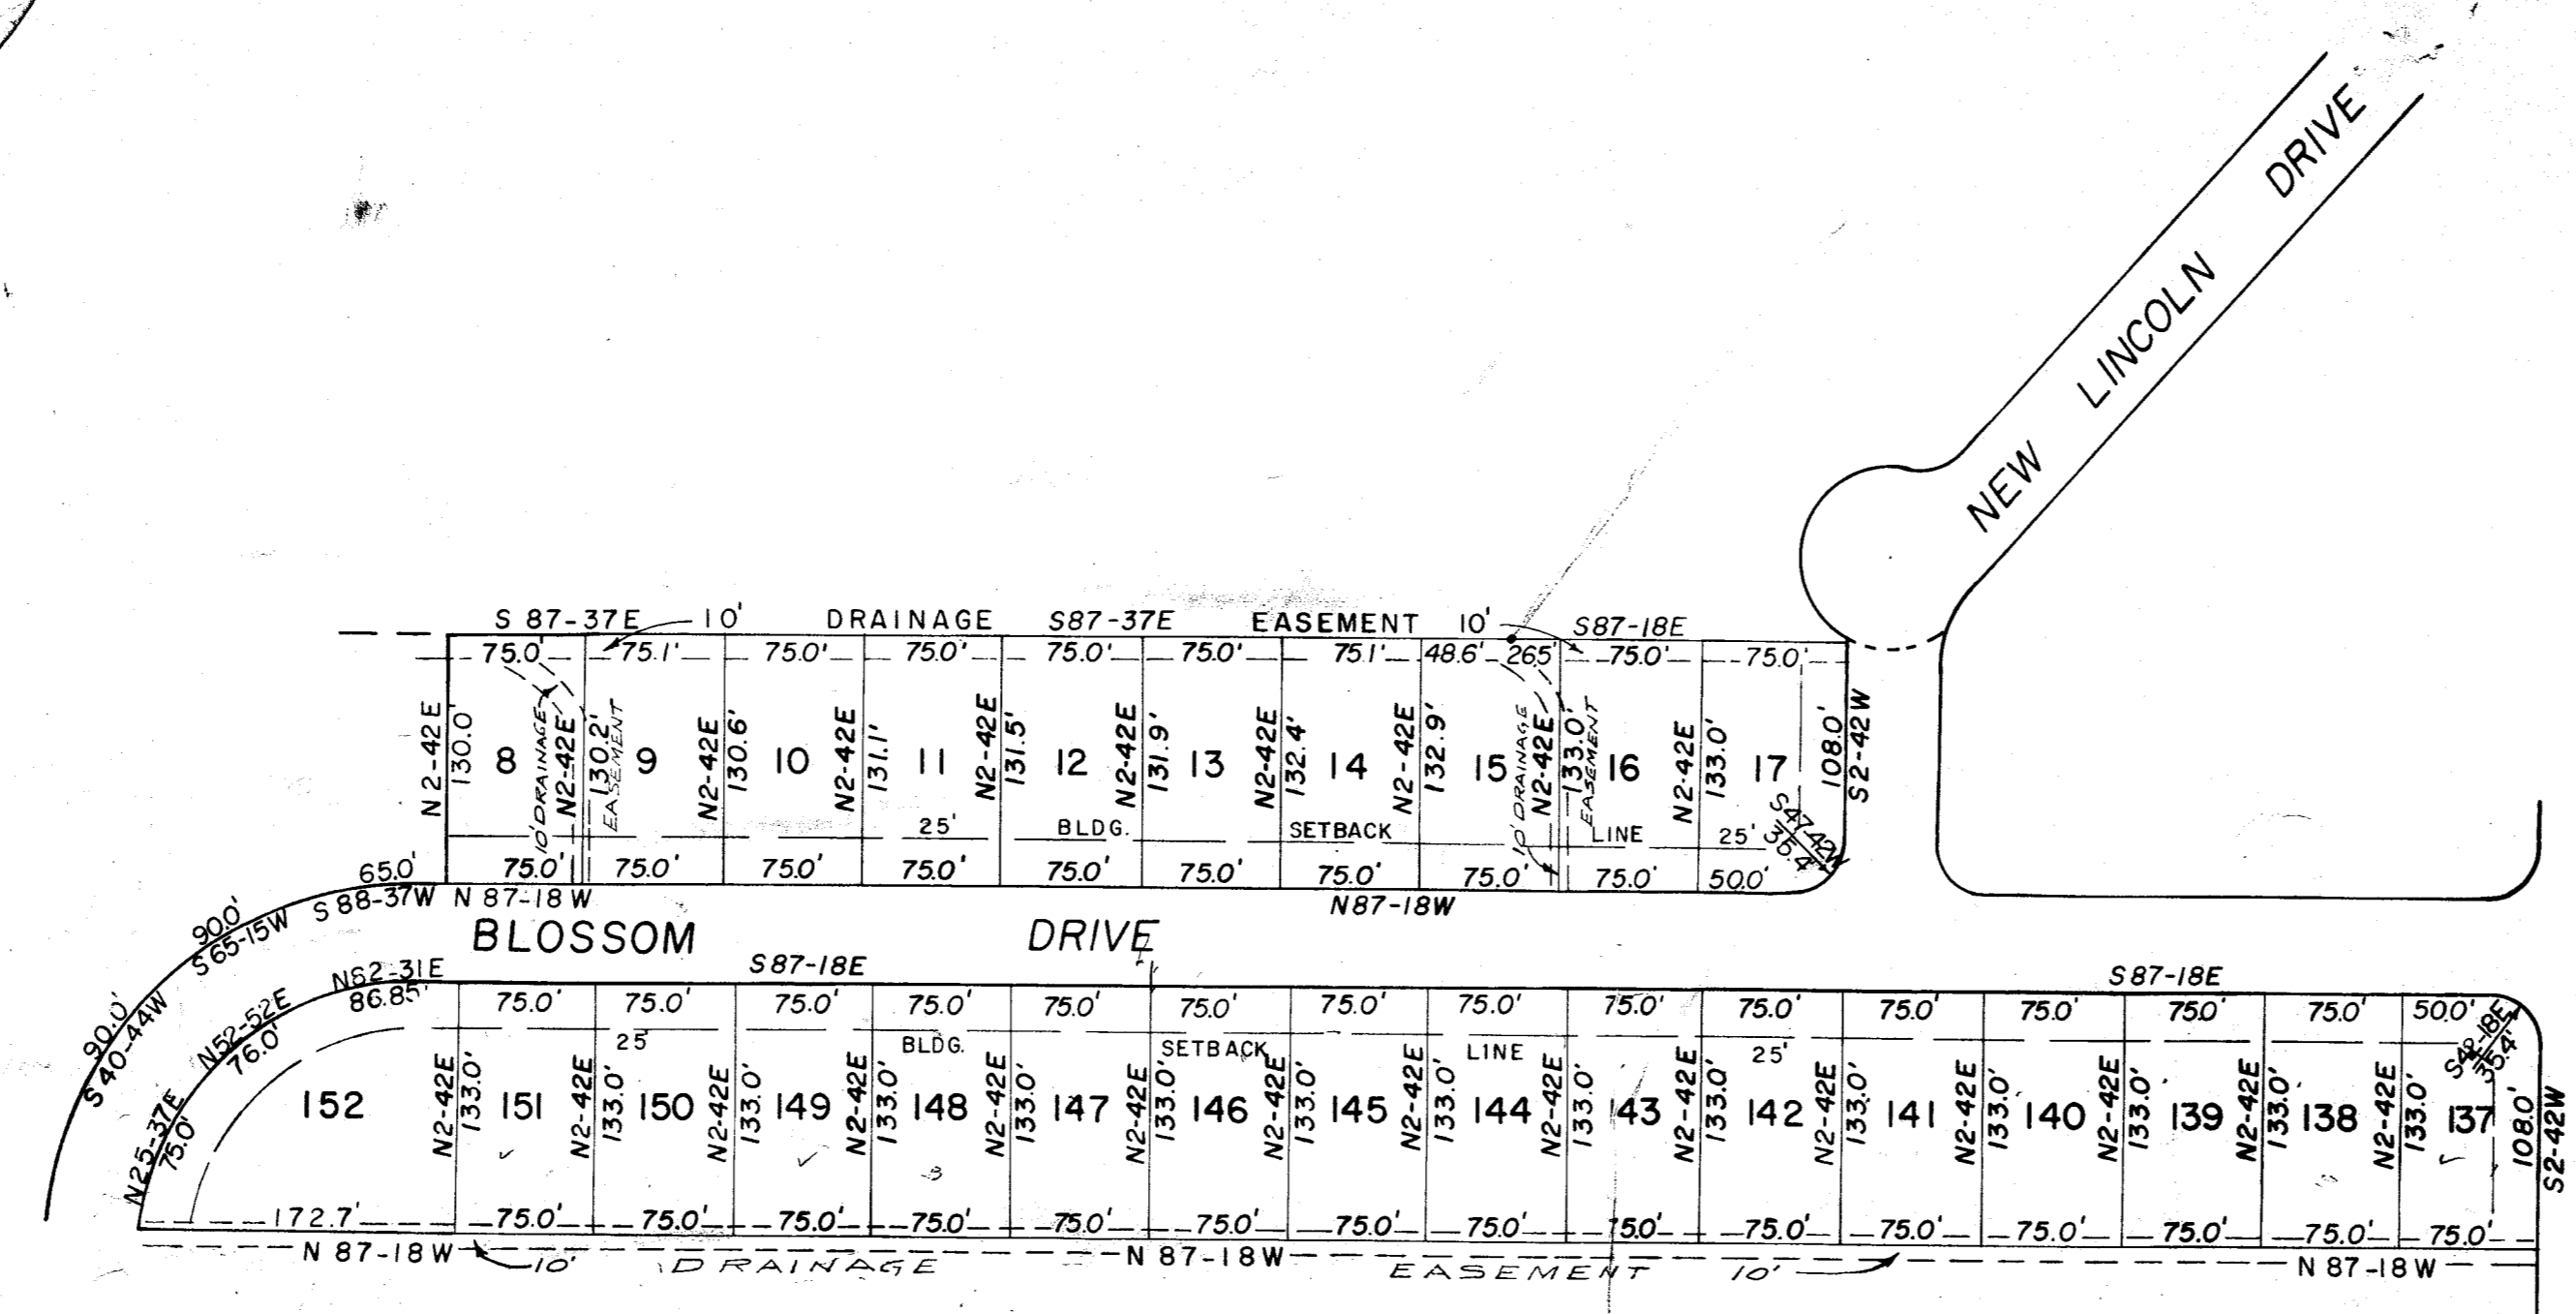 NEW LINCOLN DRIVE
S 87-37E 10' DRAINAGE S87-37E EASEMENT 10' S87-18E
75.0' 75.1' 75.0' 75.0' 75.0' 75.0' 75.1' 48.6' 26.5' 75.0' 75.0'
N2-42E 130.0' 8 10' DRAINAGE N2-42E 130.2' EASEMENT 9 N2-42E 130.6' 10 N2-42E 131.1' 11 N2-42E 131.5' 12 N2-42E 131.9' 13 N2-42E 132.4' 14 N2-42E 132.9' 15 10' DRAINAGE N2-42E 133.0' EASEMENT 16 N2-42E 133.0' 17 108.0' S2-42W
S47-42W 35.4'
25' BLDG. SETBACK LINE 25'
65.0' 75.0' 75.0' 75.0' 75.0' 75.0' 75.0' 75.0' 75.0' 75.0' 50.0'
S 88-37W N 87-18W N87-18W
90.0' S65-15W
90.0' S40-44W
BLOSSOM DRIVE
N82-31E S87-18E S87-18E
86.85' 75.0' 75.0' 75.0' 75.0' 75.0' 75.0' 75.0' 75.0' 75.0' 75.0' 75.0' 75.0' 75.0' 75.0' 50.0'
N52-52E 76.0'
N25-37E 75.0'
25' BLDG. SETBACK LINE 25'
S42-18E 35.4'
152 N2-42E 133.0' 151 N2-42E 133.0' 150 N2-42E 133.0' 149 N2-42E 133.0' 148 N2-42E 133.0' 147 N2-42E 133.0' 146 N2-42E 133.0' 145 N2-42E 133.0' 144 N2-42E 133.0' 143 N2-42E 133.0' 142 N2-42E 133.0' 141 N2-42E 133.0' 140 N2-42E 133.0' 139 N2-42E 133.0' 138 N2-42E 133.0' 137 108.0' S2-42W
172.7' 75.0' 75.0' 75.0' 75.0' 75.0' 75.0' 75.0' 75.0' 75.0' 75.0' 75.0' 75.0' 75.0' 75.0' 75.0'
N 87-18W 10' DRAINAGE N 87-18W EASEMENT 10' N 87-18W